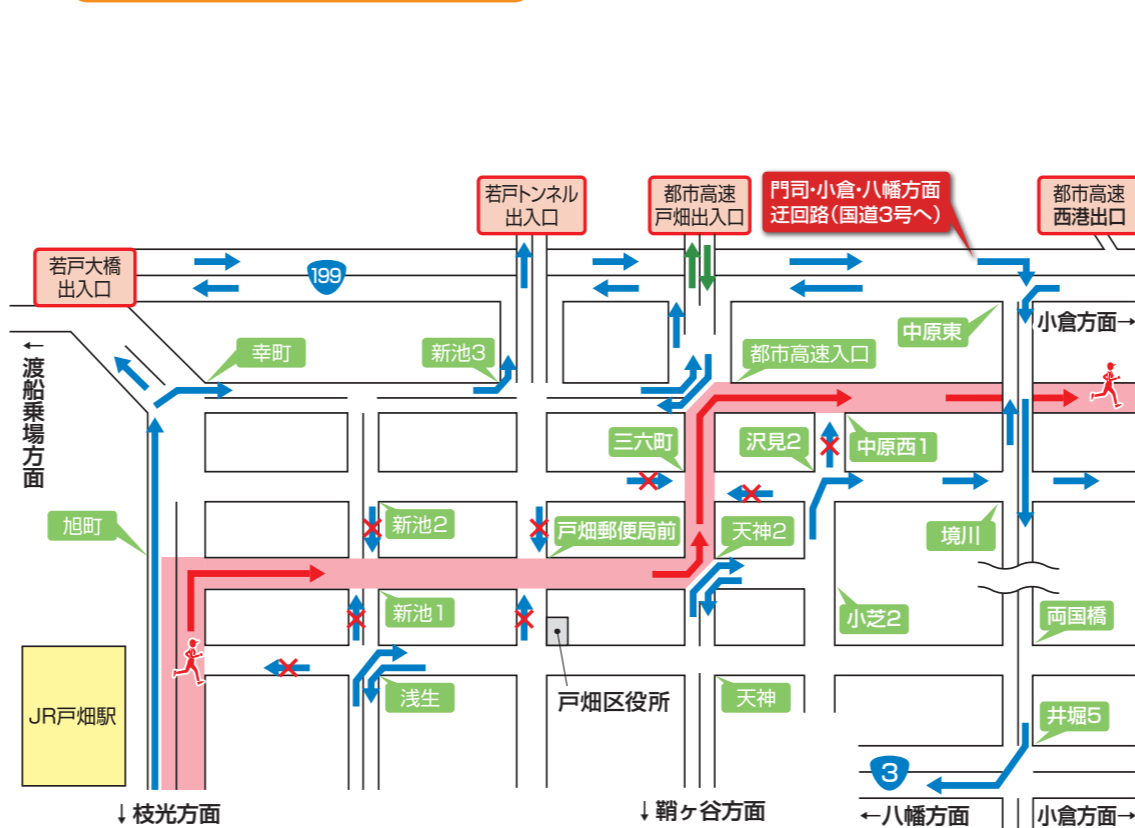 若戸トンネル
出入口
都市高速
戸畑出入口
門司・小倉・八幡方面
迂回路（国道3号へ）
都市高速
西港出口
若戸大橋
出入口
199
中原東
小倉方面→
←渡船乗場方面
幸町
新池3
都市高速入口
三六町
沢見2
中原西1
旭町
新池2
戸畑郵便局前
天神2
境川
新池1
小芝2
両国橋
JR戸畑駅
浅生
戸畑区役所
天神
井堀5
3
↓枝光方面
↓鞘ヶ谷方面
←八幡方面
小倉方面→